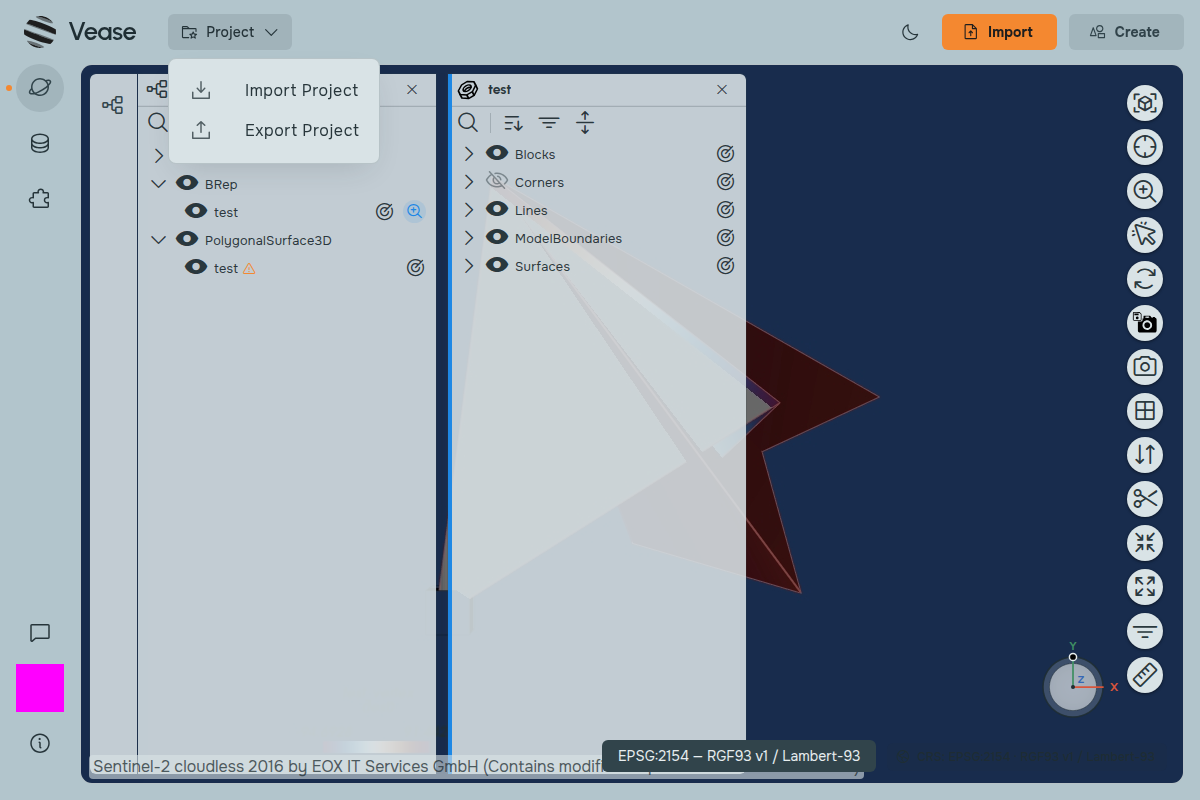 Vease
Project
Import
Create
Import Project
Export Project
BRep
test
PolygonalSurface3D
test
test
Blocks
Corners
Lines
ModelBoundaries
Surfaces
Y
Z
X
EPSG:2154 – RGF93 v1 / Lambert-93
Sentinel-2 cloudless 2016 by EOX IT Services GmbH (Contains